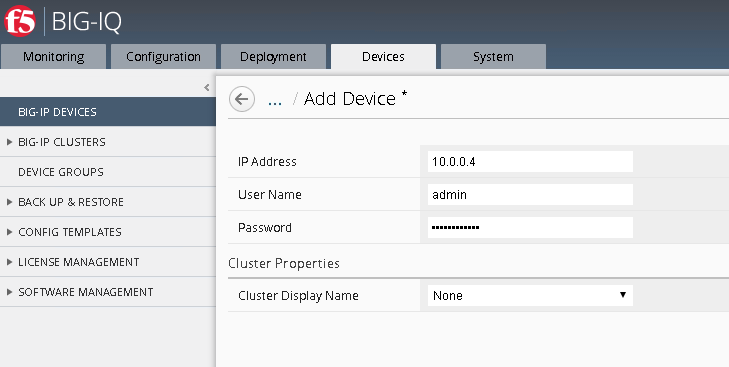 f5 BIG-IQ
Monitoring Configuration Deployment Devices System
BIG-IP DEVICES
BIG-IP CLUSTERS
DEVICE GROUPS
BACK UP & RESTORE
CONFIG TEMPLATES
LICENSE MANAGEMENT
SOFTWARE MANAGEMENT
... / Add Device *
IP Address 10.0.0.4
User Name admin
Password ••••••••••••
Cluster Properties
Cluster Display Name None